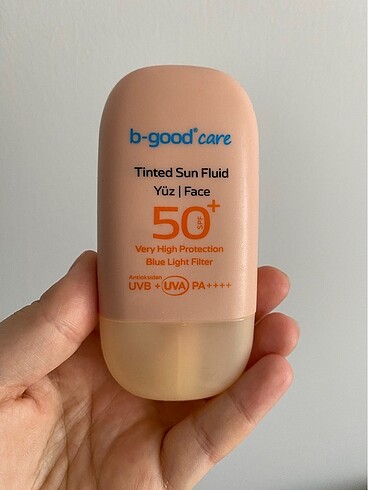 b-good® care
Tinted Sun Fluid
Yüz | Face
50+ SPF
Very High Protection
Blue Light Filter
Antioksidan
UVB + UVA PA++++